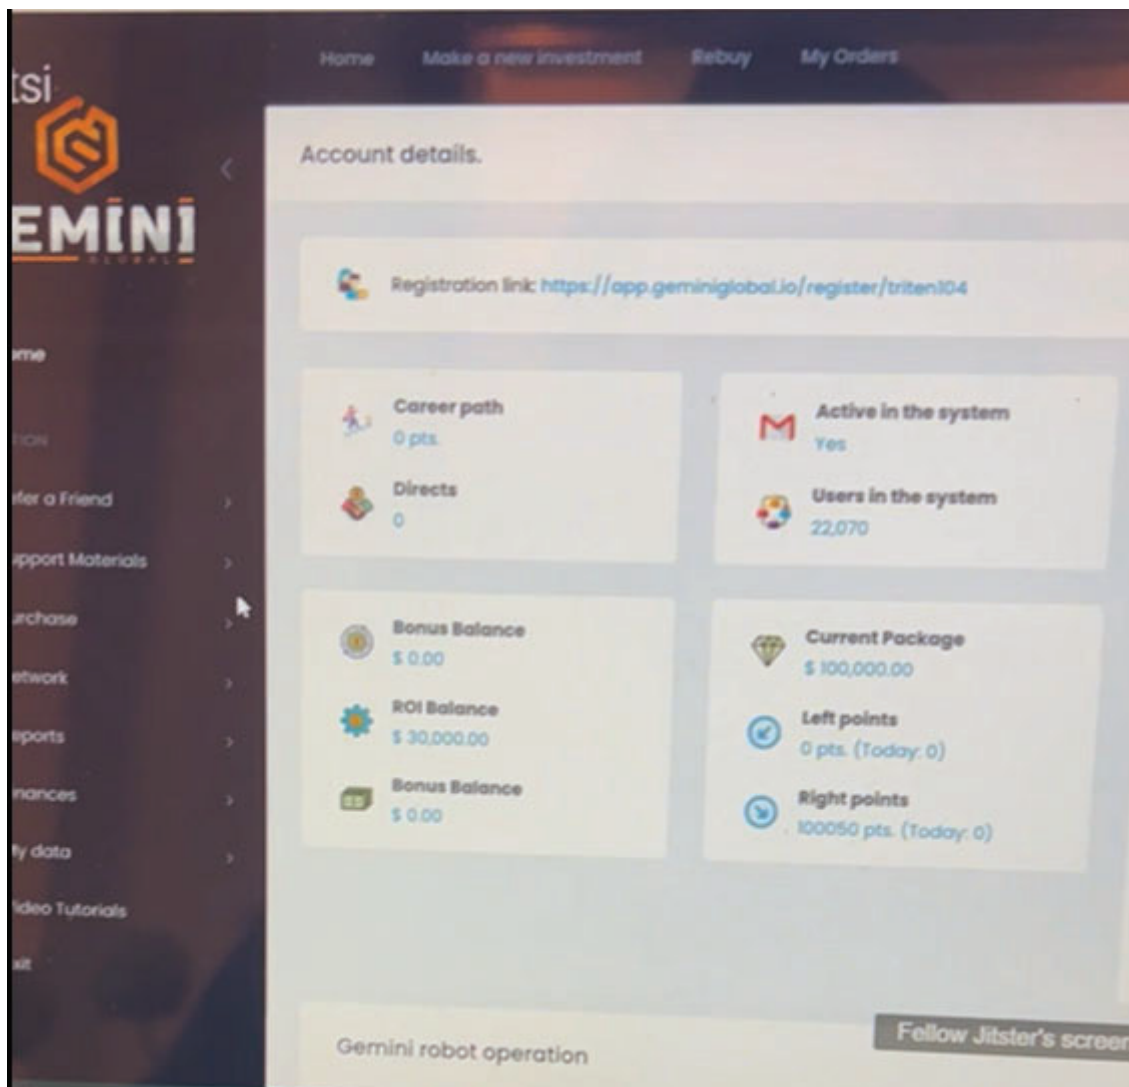 tsi
EMINI
GLOBAL
ome
TION
fer a Friend
pport Materials
urchase
etwork
eports
nances
y data
ideo Tutorials
xit
Home Make a new investment Rebuy My Orders
Account details.
Registration link: https://app.geminiglobal.io/register/triten104
Career path
0 pts.
Directs
0
Active in the system
Yes
Users in the system
22,070
Bonus Balance
$ 0.00
ROI Balance
$ 30,000.00
Bonus Balance
$ 0.00
Current Package
$ 100,000.00
Left points
0 pts. (Today: 0)
Right points
100050 pts. (Today: 0)
Gemini robot operation
Fellow Jitster's screen